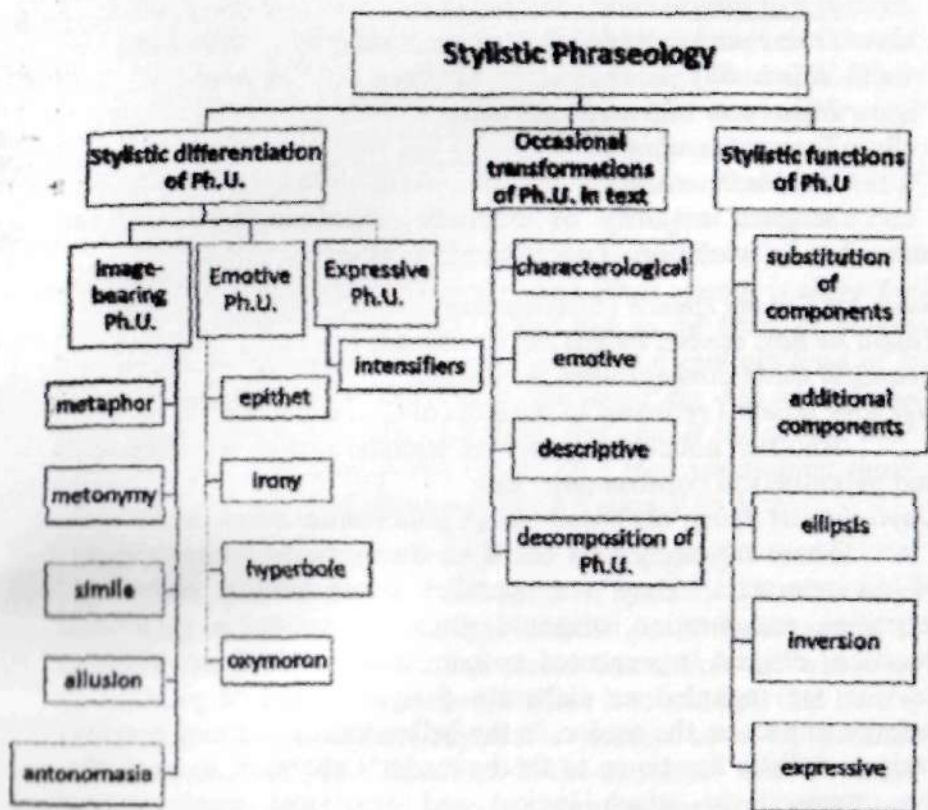 Stylistic Phraseology
Stylistic differentiation
of Ph.U.
Occasional
transformations
of Ph.U. in text
Stylistic functions
of Ph.U
image-
bearing
Ph.U.
Emotive
Ph.U.
Expressive
Ph.U.
characterological
substitution
of
components
intensifiers
emotive
metaphor
epithet
additional
components
descriptive
metonymy
irony
ellipsis
decomposition of
Ph.U.
simile
hyperbole
inversion
allusion
oxymoron
antonomasia
expressive